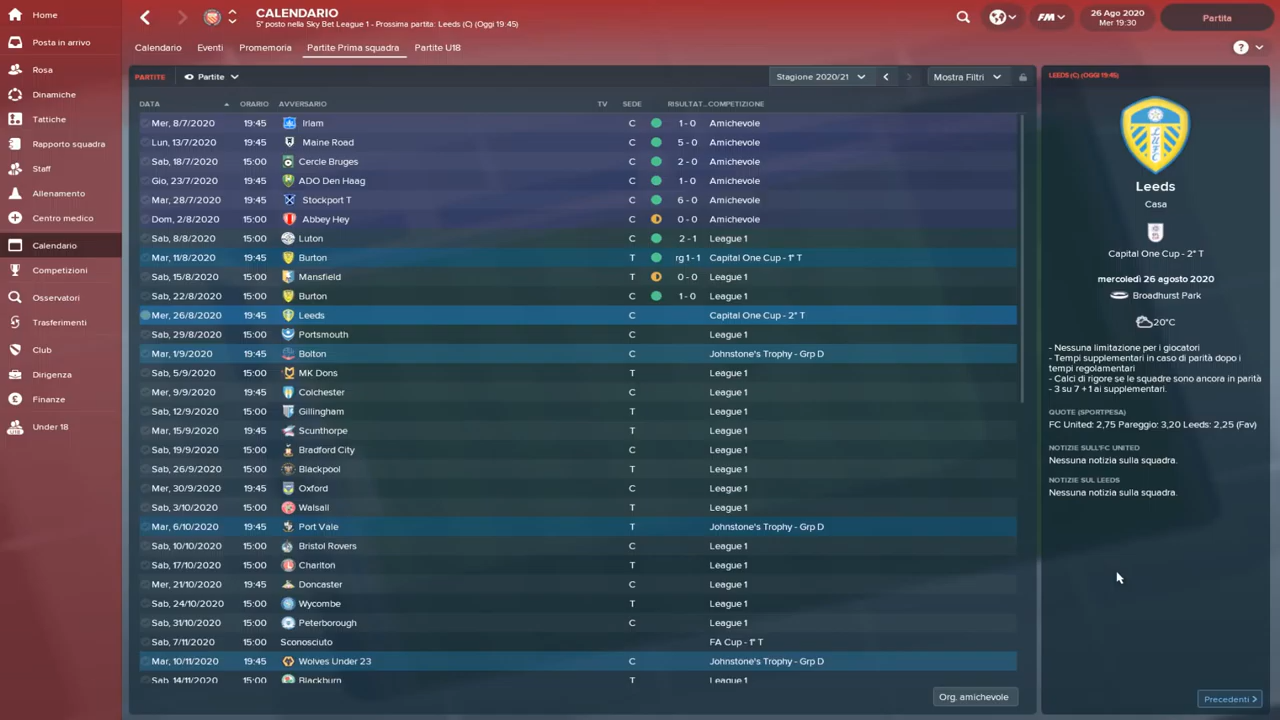 Home
Posta in arrivo
Rosa
Dinamiche
Tattiche
Rapporto squadra
Staff
Allenamento
Centro medico
Calendario
Competizioni
Osservatori
Trasferimenti
Club
Dirigenza
Finanze
Under 18
CALENDARIO
5° posto nella Sky Bet League 1 - Prossima partita: Leeds (C) (Oggi 19:45)
FM
26 Ago 2020
Mer 19:30
Partita
Calendario Eventi Promemoria Partite Prima squadra Partite U18
?
PARTITE Partite Stagione 2020/21 Mostra Filtri
DATA ORARIO AVVERSARIO TV SEDE RISULTAT... COMPETIZIONE
Mer, 8/7/2020 19:45 Irlam C 1 - 0 Amichevole
Lun, 13/7/2020 19:45 Maine Road C 5 - 0 Amichevole
Sab, 18/7/2020 15:00 Cercle Bruges C 2 - 0 Amichevole
Gio, 23/7/2020 19:45 ADO Den Haag C 1 - 0 Amichevole
Mar, 28/7/2020 19:45 Stockport T C 6 - 0 Amichevole
Dom, 2/8/2020 15:00 Abbey Hey C 0 - 0 Amichevole
Sab, 8/8/2020 15:00 Luton C 2 - 1 League 1
Mar, 11/8/2020 19:45 Burton T rg 1 - 1 Capital One Cup - 1° T
Sab, 15/8/2020 15:00 Mansfield T 0 - 0 League 1
Sab, 22/8/2020 15:00 Burton C 1 - 0 League 1
Mer, 26/8/2020 19:45 Leeds C Capital One Cup - 2° T
Sab, 29/8/2020 15:00 Portsmouth C League 1
Mar, 1/9/2020 19:45 Bolton C Johnstone's Trophy - Grp D
Sab, 5/9/2020 15:00 MK Dons T League 1
Mer, 9/9/2020 19:45 Colchester C League 1
Sab, 12/9/2020 15:00 Gillingham T League 1
Mar, 15/9/2020 19:45 Scunthorpe T League 1
Sab, 19/9/2020 15:00 Bradford City C League 1
Sab, 26/9/2020 15:00 Blackpool T League 1
Mer, 30/9/2020 19:45 Oxford C League 1
Sab, 3/10/2020 15:00 Walsall T League 1
Mar, 6/10/2020 19:45 Port Vale T Johnstone's Trophy - Grp D
Sab, 10/10/2020 15:00 Bristol Rovers C League 1
Sab, 17/10/2020 15:00 Charlton T League 1
Mer, 21/10/2020 19:45 Doncaster C League 1
Sab, 24/10/2020 15:00 Wycombe T League 1
Sab, 31/10/2020 15:00 Peterborough C League 1
Sab, 7/11/2020 15:00 Sconosciuto FA Cup - 1° T
Mar, 10/11/2020 19:45 Wolves Under 23 C Johnstone's Trophy - Grp D
Sab, 14/11/2020 15:00 Blackburn T League 1
Org. amichevole
LEEDS (C) (OGGI 19:45)
LUFC
Leeds
Casa
Capital One Cup - 2° T
mercoledì 26 agosto 2020
Broadhurst Park
20°C
- Nessuna limitazione per i giocatori
- Tempi supplementari in caso di parità dopo i
tempi regolamentari
- Calci di rigore se le squadre sono ancora in parità
- 3 su 7 + 1 ai supplementari.
QUOTE (SPORTPESA)
FC United: 2,75 Pareggio: 3,20 Leeds: 2,25 (Fav)
NOTIZIE SULL'FC UNITED
Nessuna notizia sulla squadra.
NOTIZIE SUL LEEDS
Nessuna notizia sulla squadra.
Precedenti >